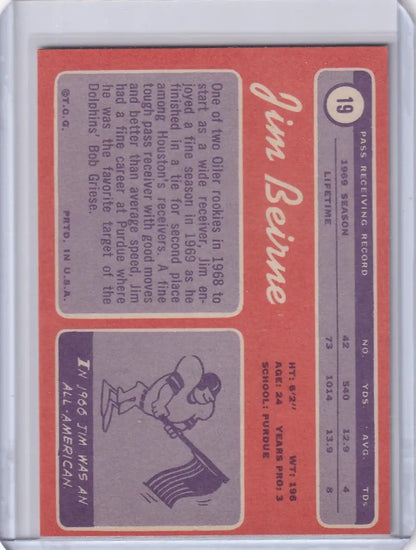 19
PASS RECEIVING RECORD
NO. YDS. AVG. TDs
1969 SEASON 42 540 12.9 4
LIFETIME 73 1014 13.9 8
Jim Beirne
HT: 6'2" WT: 196
AGE: 24 YEARS PRO: 3
SCHOOL: PURDUE
One of two Oiler rookies in 1968 to
start as a wide receiver, Jim en-
joyed a fine season in 1969 as he
finished in a tie for second place
among Houston's receivers. A fine
tough pass receiver with good moves
and better than average speed, Jim
had a fine career at Purdue where
he was the favorite target of the
Dolphins' Bob Griese.
©T.C.G. PRTD. IN U.S.A.
IN 1966 JIM WAS AN
ALL-AMERICAN.